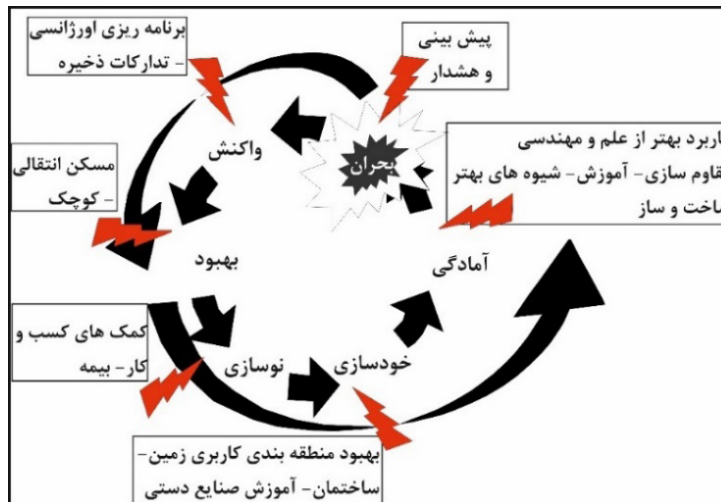 برنامه ریزی اورژانسی
- تدارکات ذخیره
پیش بینی
و هشدار
کاربرد بهتر از علم و مهندسی
مقاوم سازی- آموزش- شیوه های بهتر
ساخت و ساز
بحران
واکنش
مسکن انتقالی
- کوچک
بهبود
آمادگی
کمک های کسب و
کار- بیمه
نوسازی
خودسازی
بهبود منطقه بندی کاربری زمین-
ساختمان- آموزش صنایع دستی